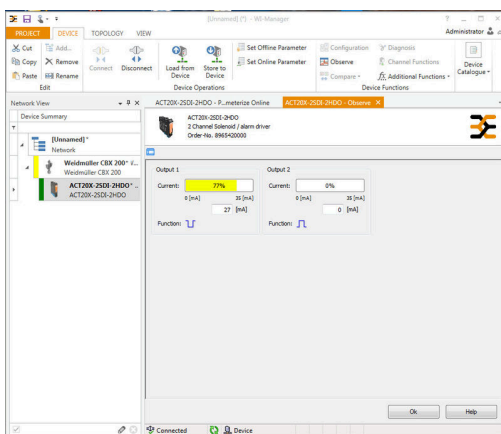 [Unnamed] (*) - WI-Manager
PROJECT DEVICE TOPOLOGY VIEW
Administrator
Cut
Copy
Paste
Add...
Remove
Rename
Edit
Connect
Disconnect
Load from Device
Store to Device
Set Offline Parameter
Set Online Parameter
Device Operations
Configuration
Observe
Compare
Diagnosis
Channel Functions
Additional Functions
Device Functions
Device Catalogue
Network View
Device Summary
[Unnamed]*
Network
Weidmüller CBX 200* ...
Weidmüller CBX 200
ACT20X-2SDI-2HDO* ..
ACT20X-2SDI-2HDO
ACT20X-2SDI-2HDO - P...meterize Online
ACT20X-2SDI-2HDO - Observe
ACT20X-2SDI-2HDO
2 Channel Solenoid / alarm driver
Order-No. 8965420000
Output 1
Current: 77%
0 [mA] 35 [mA]
27 [mA]
Function:
Output 2
Current: 0%
0 [mA] 35 [mA]
0 [mA]
Function:
Ok Help
Connected Device